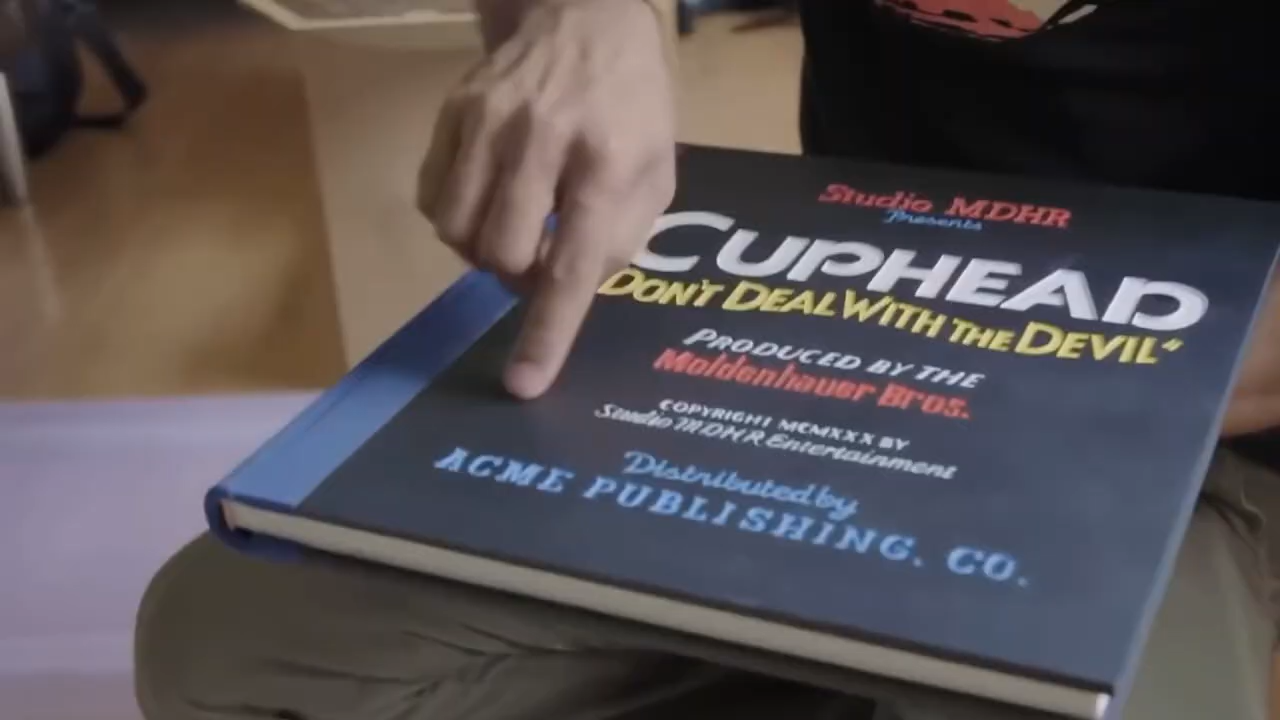 Studio MDHR
Presents
CUPHEAD
DON'T DEAL WITH THE DEVIL"
PRODUCED BY THE
Moldenhauer Bros.
COPYRIGHT MCMXXX BY
Studio MDHR Entertainment
Distributed by
ACME PUBLISHING. CO.